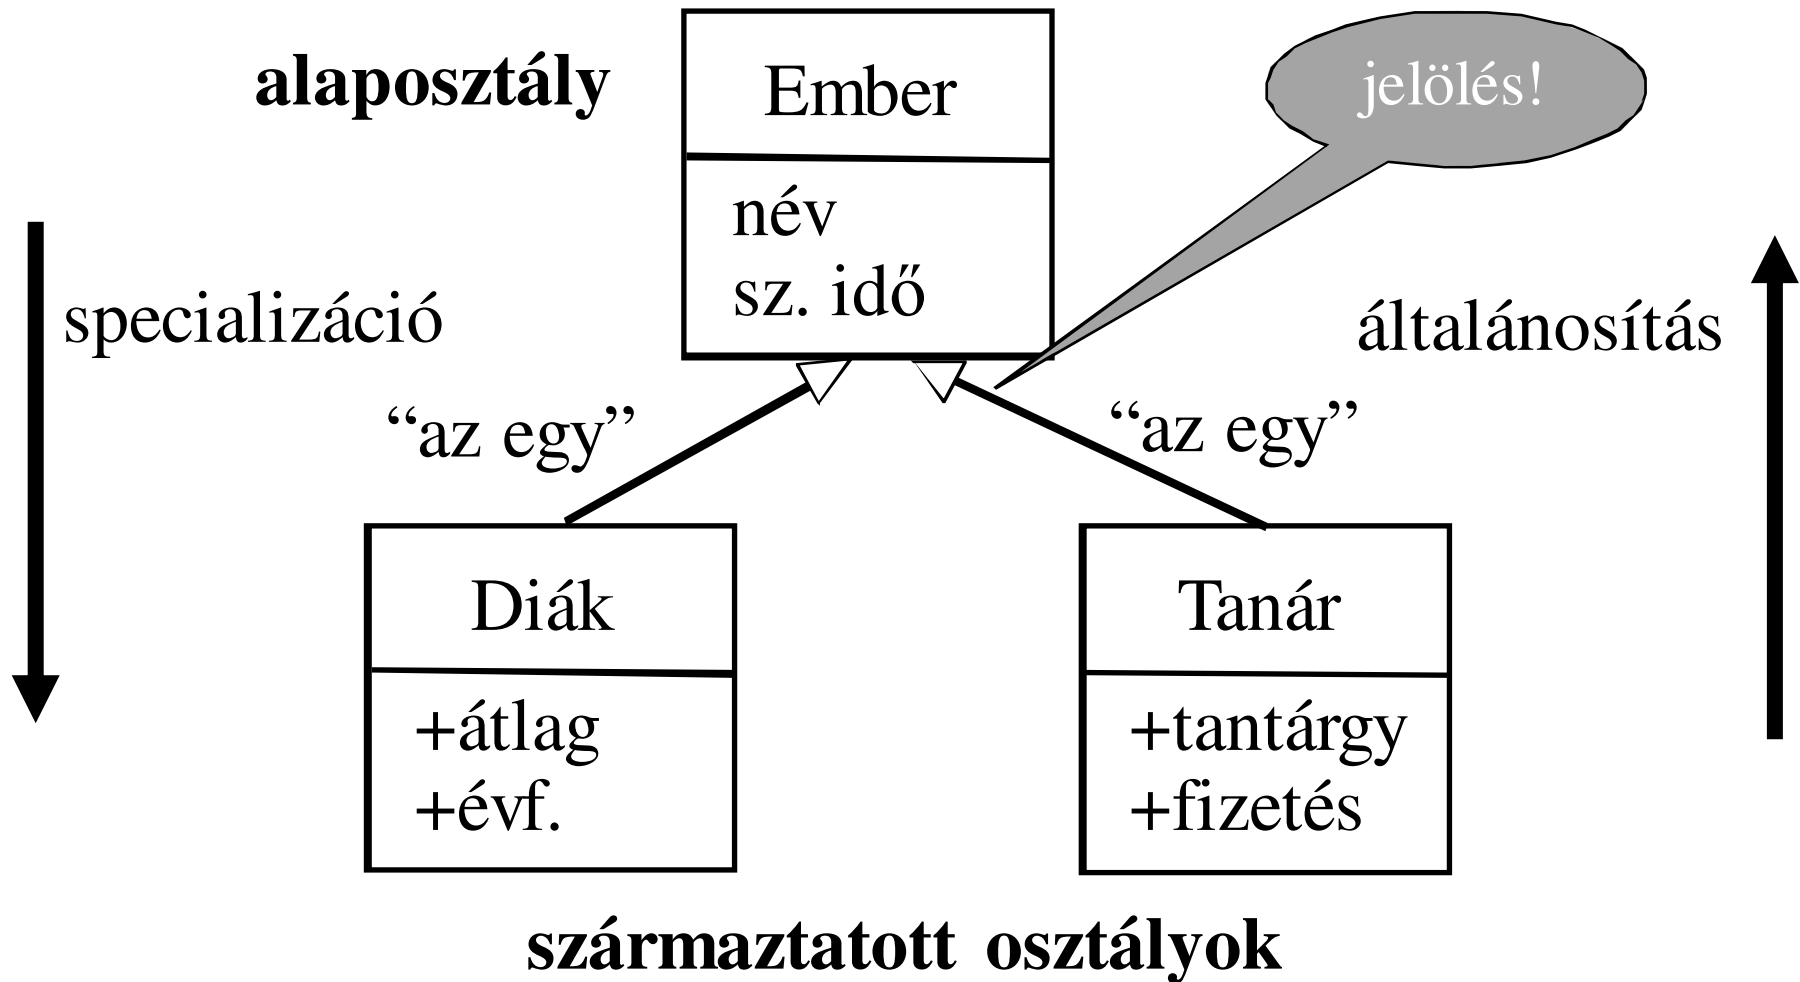 alaposztály
Ember
jelölés!
név
sz. idő
specializáció
általánosítás
“az egy”
“az egy”
Diák
Tanár
+átlag
+évf.
+tantárgy
+fizetés
származtatott osztályok